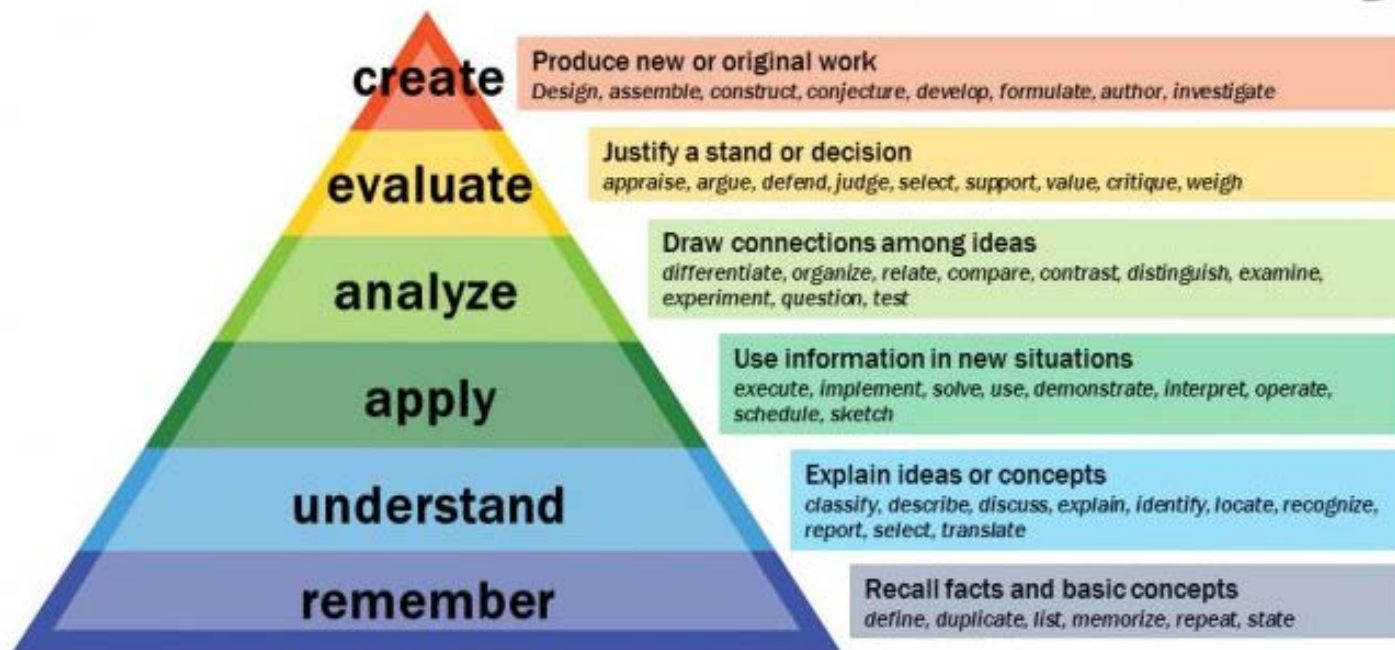 create
Produce new or original work
Design, assemble, construct, conjecture, develop, formulate, author, investigate
evaluate
Justify a stand or decision
appraise, argue, defend, judge, select, support, value, critique, weigh
analyze
Draw connections among ideas
differentiate, organize, relate, compare, contrast, distinguish, examine,
experiment, question, test
apply
Use information in new situations
execute, implement, solve, use, demonstrate, interpret, operate,
schedule, sketch
understand
Explain ideas or concepts
classify, describe, discuss, explain, identify, locate, recognize,
report, select, translate
remember
Recall facts and basic concepts
define, duplicate, list, memorize, repeat, state